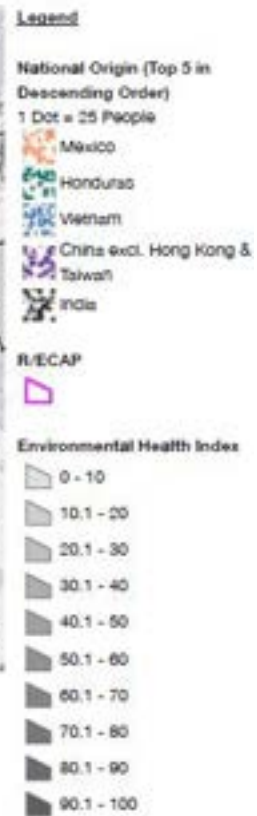 Legend
National Origin (Top 5 in
Descending Order)
1 Dot = 25 People
Mexico
Honduras
Vietnam
China excl. Hong Kong &
Taiwan
India
R/ECAP
Environmental Health Index
0 - 10
10.1 - 20
20.1 - 30
30.1 - 40
40.1 - 50
50.1 - 60
60.1 - 70
70.1 - 80
80.1 - 90
90.1 - 100